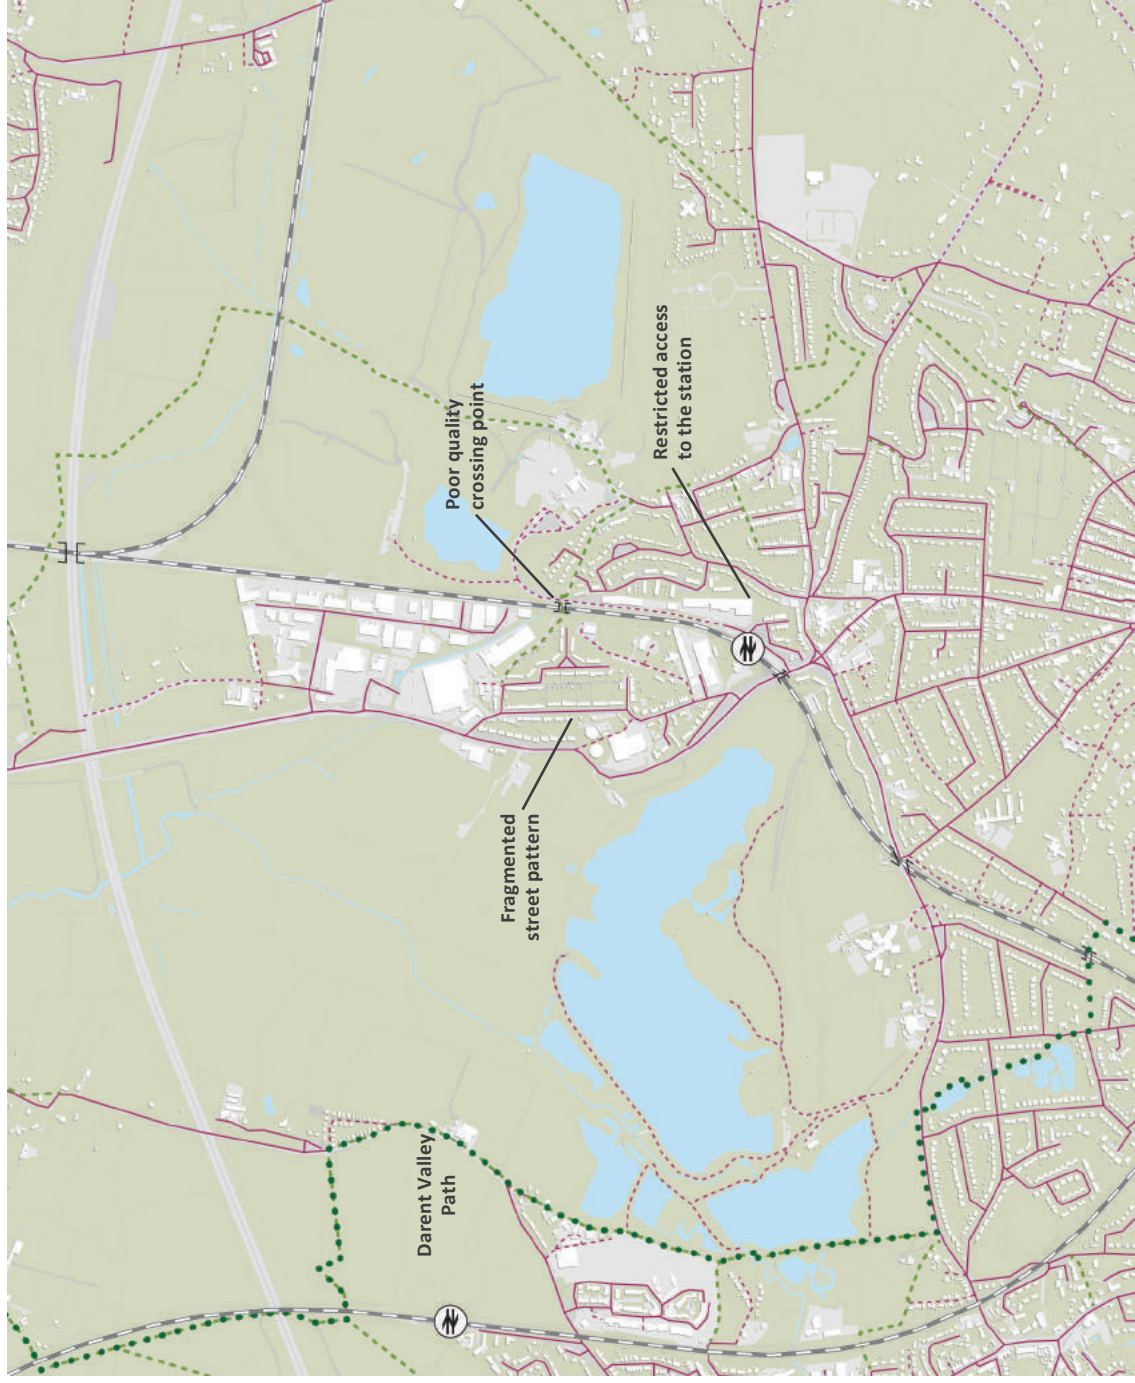 Poor quality
crossing point
Restricted access
to the station
Fragmented
street pattern
Darent Valley
Path